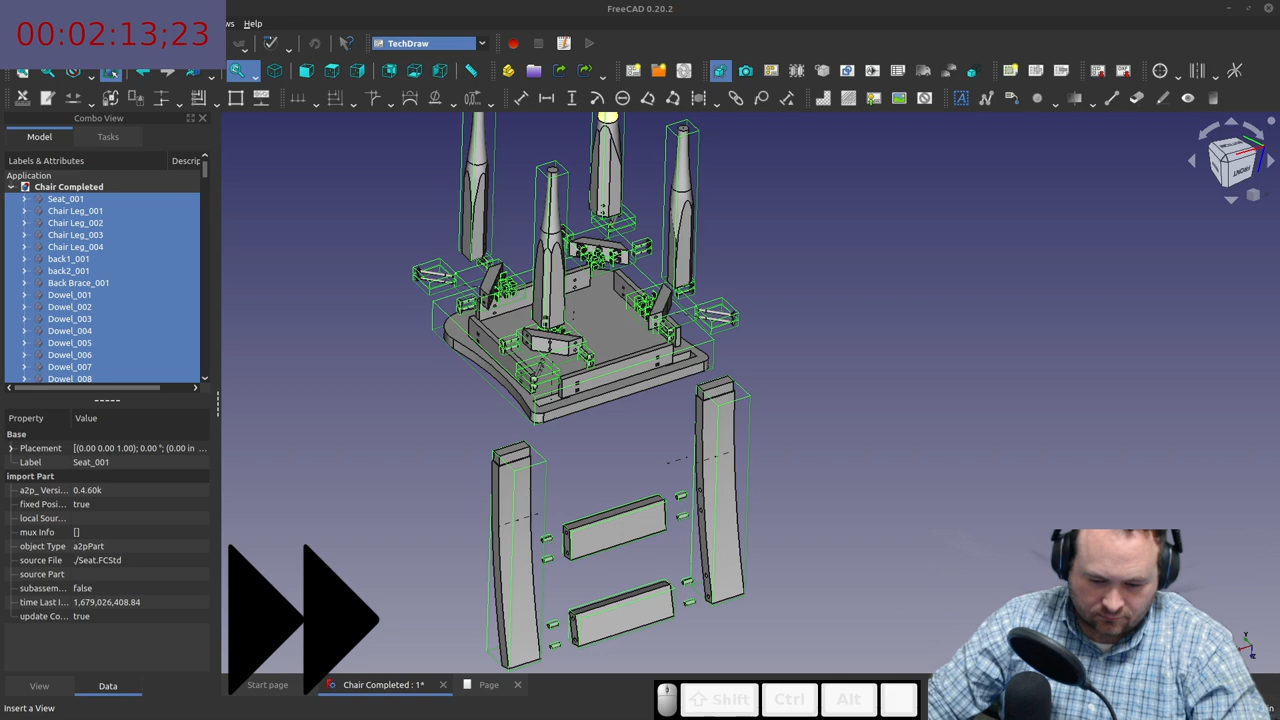 FreeCAD 0.20.2
00:02:13;23
ws Help
TechDraw
Combo View
Model
Tasks
Labels & Attributes
Descrip
Application
Chair Completed
Seat_001
Chair Leg_001
Chair Leg_002
Chair Leg_003
Chair Leg_004
back1_001
back2_001
Back Brace_001
Dowel_001
Dowel_002
Dowel_003
Dowel_004
Dowel_005
Dowel_006
Dowel_007
Dowel_008
Property
Value
Base
Placement
[(0.00 0.00 1.00); 0.00 °; (0.00 in ...
Label
Seat_001
import Part
a2p_ Versi...
0.4.60k
fixed Posi...
true
local Sour...
mux Info
[]
object Type
a2pPart
source File
./Seat.FCStd
source Part
subassem...
false
time Last I...
1,679,026,408.84
update Co...
true
View
Data
Start page
Chair Completed : 1*
Page
Insert a View
Shift
Ctrl
Alt
FRONT